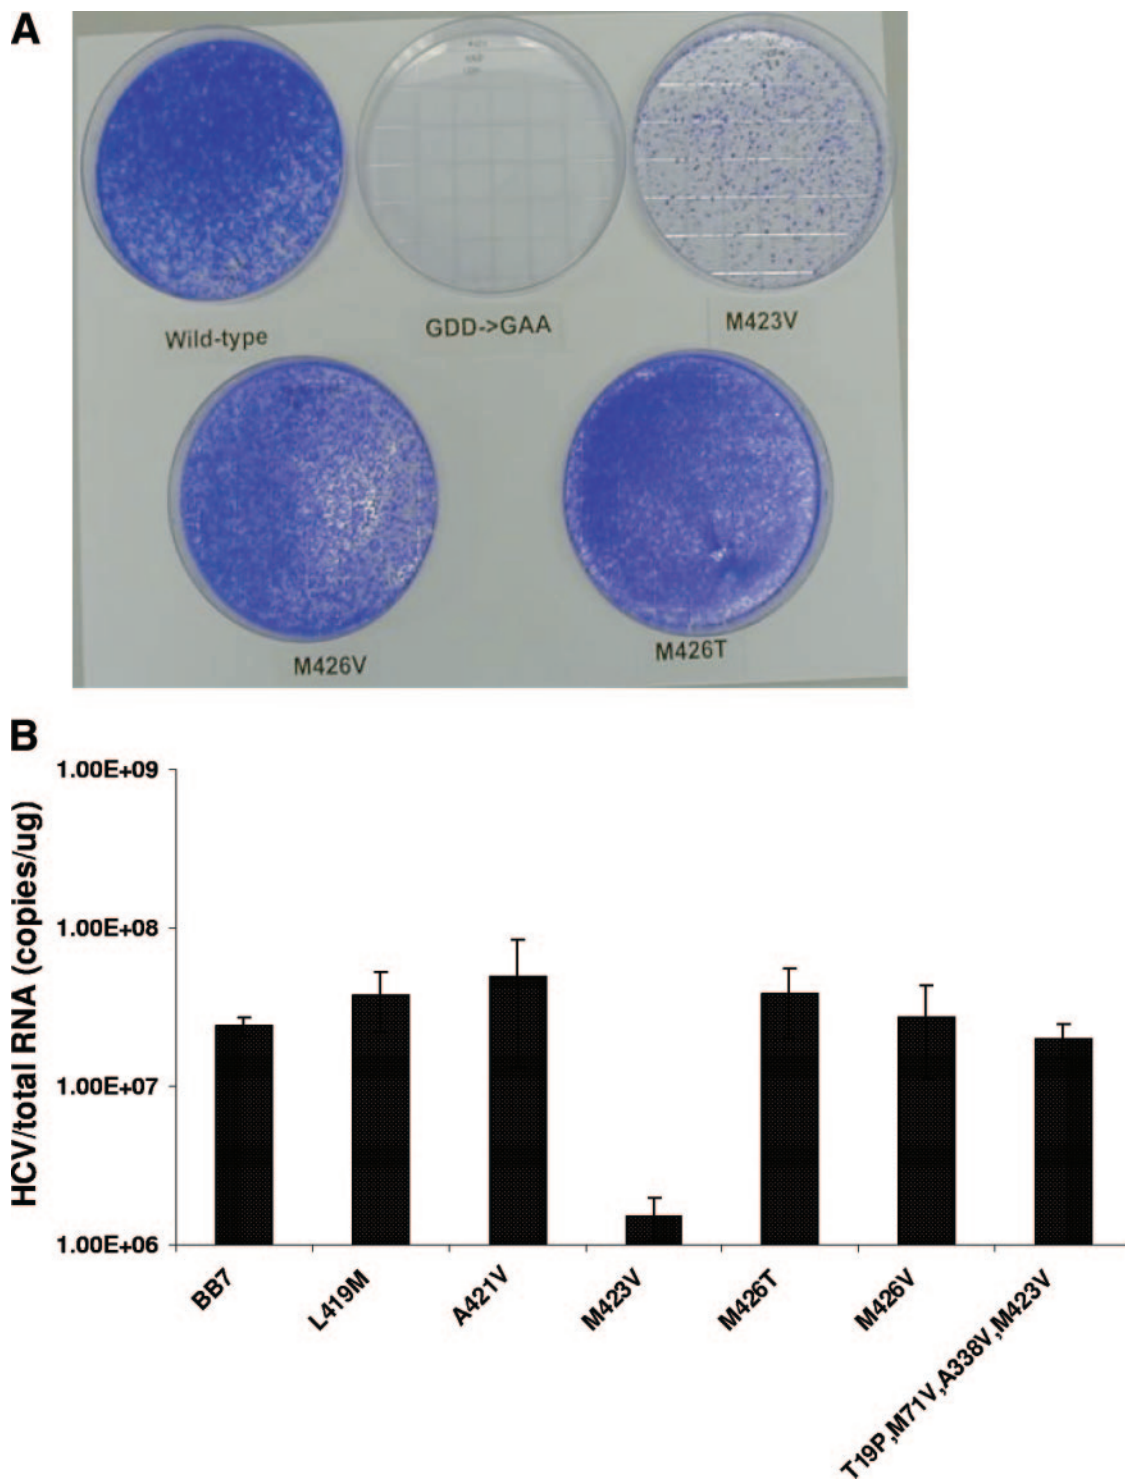 A
Wild-type
GDD->GAA
M423V
M426V
M426T
B
HCV/total RNA (copies/ug)
1.00E+09
1.00E+08
1.00E+07
1.00E+06
BB7
L419M
A421V
M423V
M426T
M426V
T19P,M71V,A338V,M423V